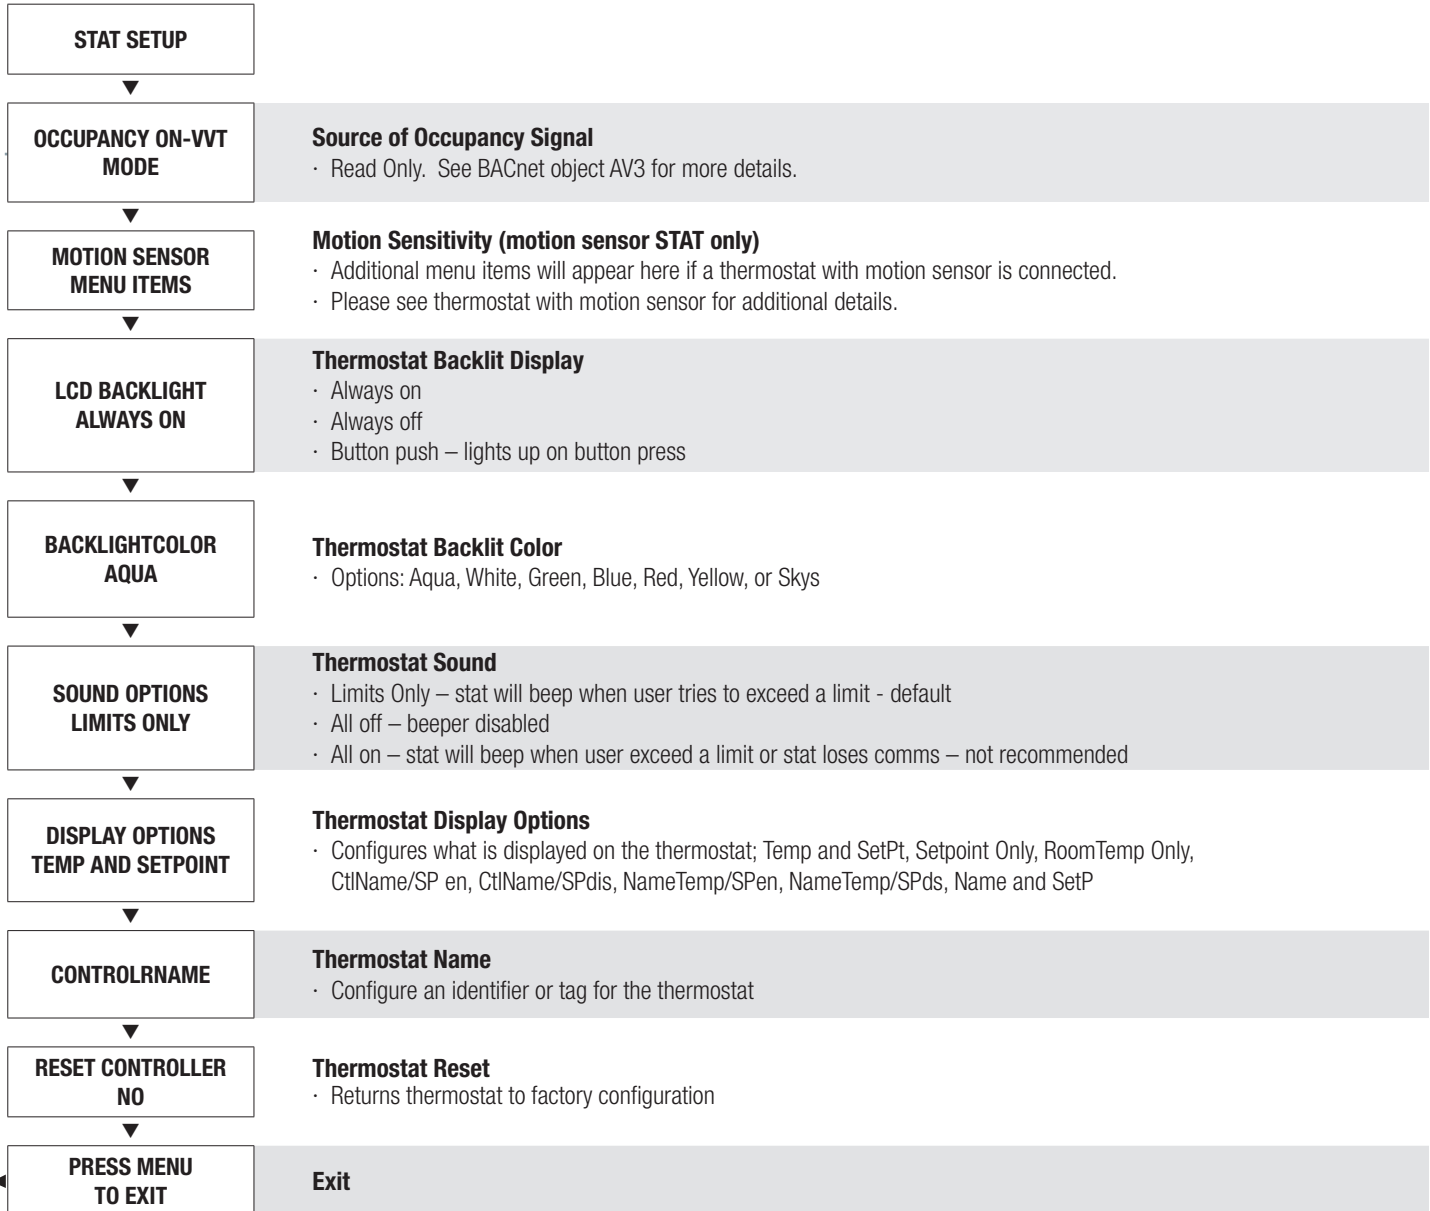 STAT SETUP
OCCUPANCY ON-VVT
MODE
Source of Occupancy Signal
· Read Only.  See BACnet object AV3 for more details.
MOTION SENSOR
MENU ITEMS
Motion Sensitivity (motion sensor STAT only)
· Additional menu items will appear here if a thermostat with motion sensor is connected.
· Please see thermostat with motion sensor for additional details.
LCD BACKLIGHT
ALWAYS ON
Thermostat Backlit Display
· Always on
· Always off
· Button push – lights up on button press
BACKLIGHTCOLOR
AQUA
Thermostat Backlit Color
· Options: Aqua, White, Green, Blue, Red, Yellow, or Skys
SOUND OPTIONS
LIMITS ONLY
Thermostat Sound
· Limits Only – stat will beep when user tries to exceed a limit - default
· All off – beeper disabled
· All on – stat will beep when user exceed a limit or stat loses comms – not recommended
DISPLAY OPTIONS
TEMP AND SETPOINT
Thermostat Display Options
· Configures what is displayed on the thermostat; Temp and SetPt, Setpoint Only, RoomTemp Only,
CtlName/SP en, CtlName/SPdis, NameTemp/SPen, NameTemp/SPds, Name and SetP
CONTROLRNAME
Thermostat Name
· Configure an identifier or tag for the thermostat
RESET CONTROLLER
NO
Thermostat Reset
· Returns thermostat to factory configuration
PRESS MENU
TO EXIT
Exit